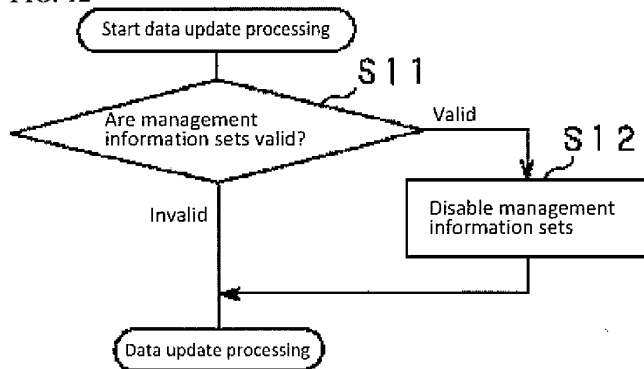 Start data update processing
S11
Are management
information sets valid?
Valid
S12
Invalid
Disable management
information sets
Data update processing